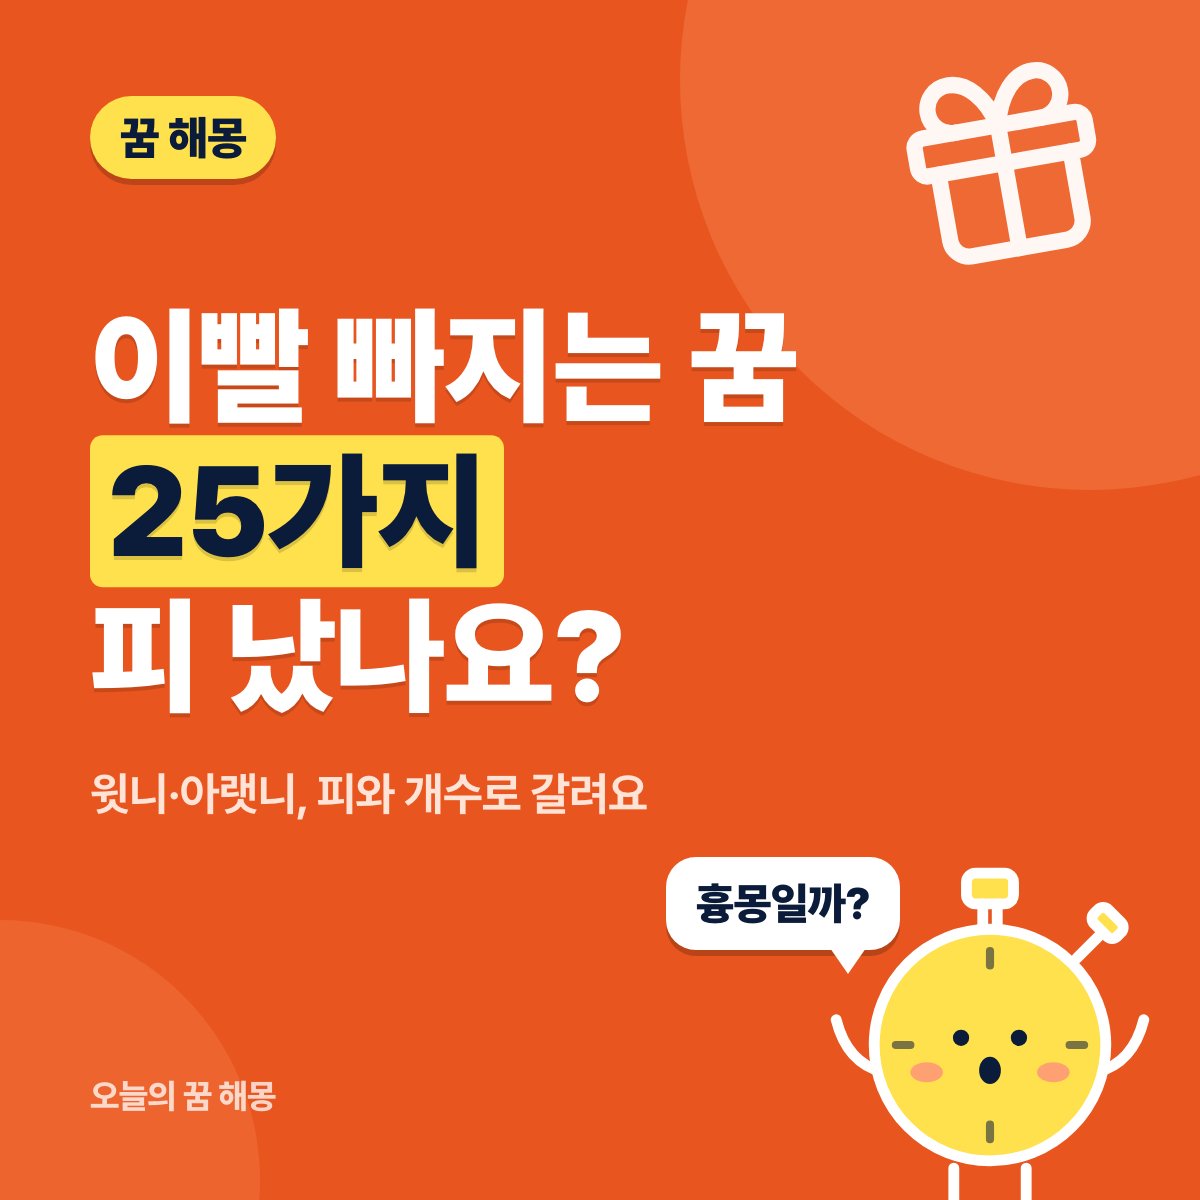 꿈 해몽
이빨 빠지는 꿈
25가지
피 났나요?
윗니·아랫니, 피와 개수로 갈려요
흉몽일까?
오늘의 꿈 해몽